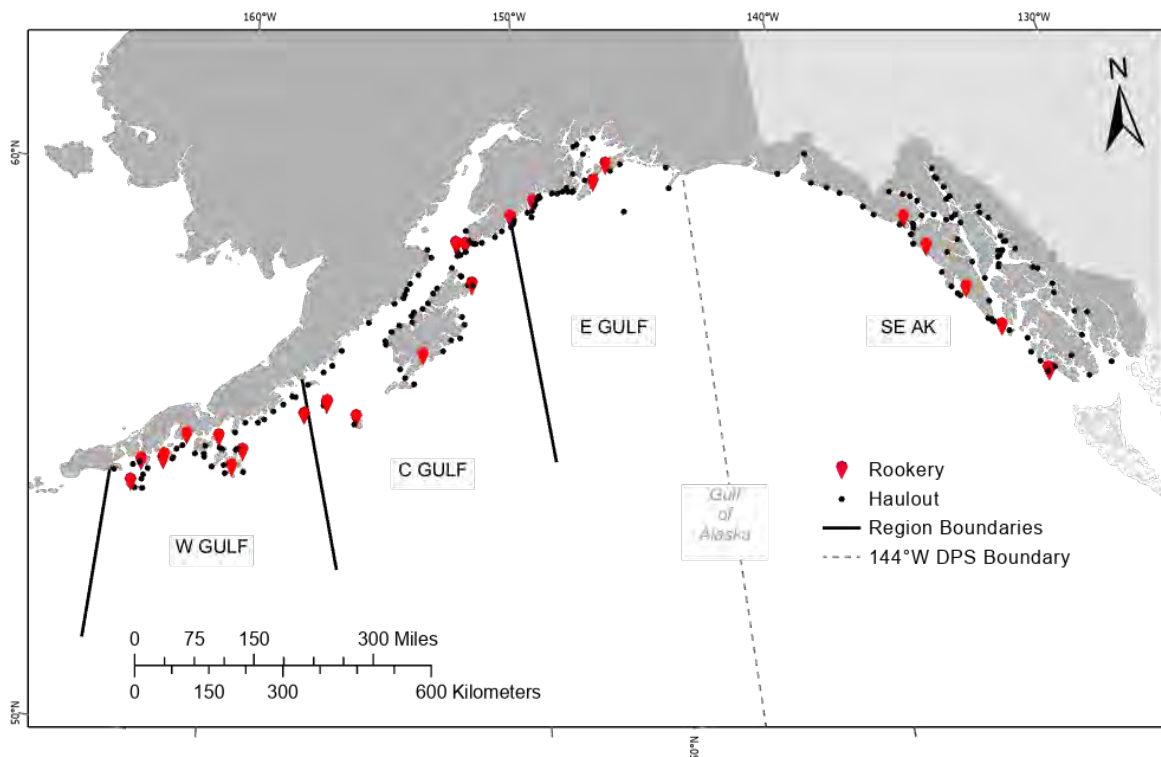 160°W 150°W 140°W 130°W
N
60°N
E GULF
SE AK
C GULF
Rookery
Haulout
Gulf
of
Alaska
Region Boundaries
W GULF
144°W DPS Boundary
0 75 150 300 Miles
0 150 300 600 Kilometers
50°N
50°N